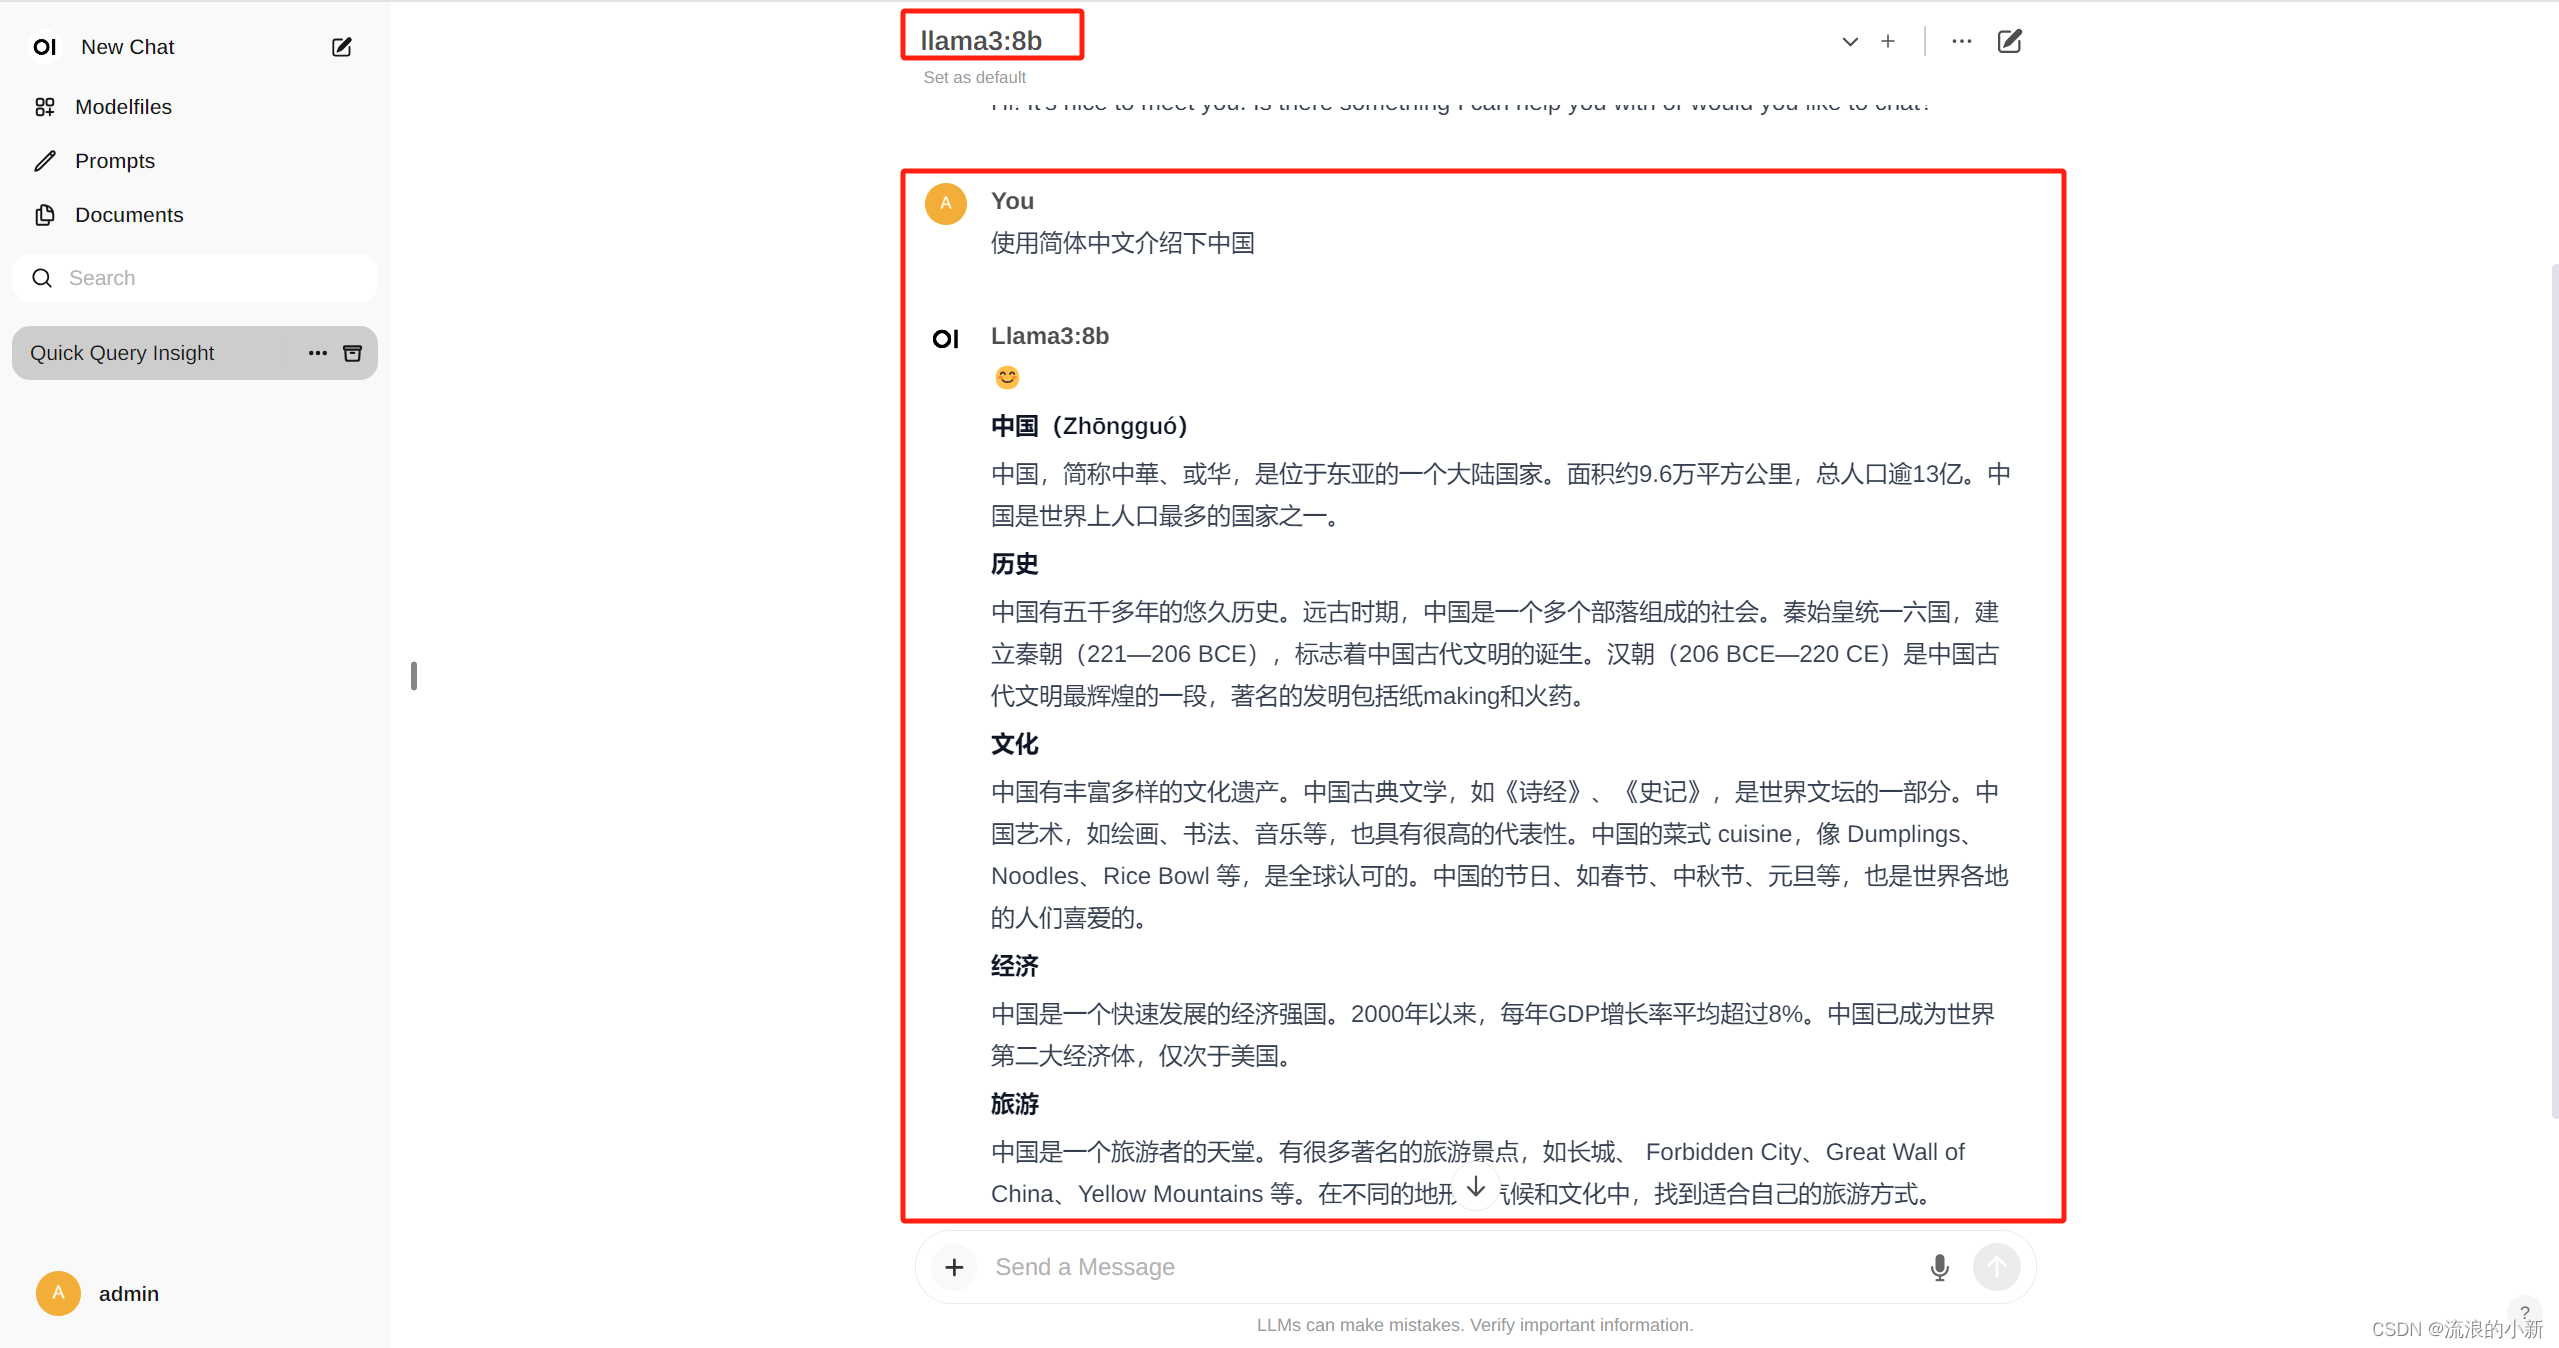 OI New Chat
Modelfiles
Prompts
Documents
Search
Quick Query Insight
admin
A
llama3:8b
Set as default
Hi! It's nice to meet you. Is there something I can help you with or would you like to chat?
A
You
使用简体中文介绍下中国
OI
Llama3:8b
😊
中国（Zhōngguó）
中国，简称中華、或华，是位于东亚的一个大陆国家。面积约9.6万平方公里，总人口逾13亿。中
国是世界上人口最多的国家之一。
历史
中国有五千多年的悠久历史。远古时期，中国是一个多个部落组成的社会。秦始皇统一六国，建
立秦朝（221—206 BCE），标志着中国古代文明的诞生。汉朝（206 BCE—220 CE）是中国古
代文明最辉煌的一段，著名的发明包括纸making和火药。
文化
中国有丰富多样的文化遗产。中国古典文学，如《诗经》、《史记》，是世界文坛的一部分。中
国艺术，如绘画、书法、音乐等，也具有很高的代表性。中国的菜式 cuisine，像 Dumplings、
Noodles、Rice Bowl 等，是全球认可的。中国的节日、如春节、中秋节、元旦等，也是世界各地
的人们喜爱的。
经济
中国是一个快速发展的经济强国。2000年以来，每年GDP增长率平均超过8%。中国已成为世界
第二大经济体，仅次于美国。
旅游
中国是一个旅游者的天堂。有很多著名的旅游景点，如长城、 Forbidden City、Great Wall of
China、Yellow Mountains 等。在不同的地形 候和文化中，找到适合自己的旅游方式。
Send a Message
LLMs can make mistakes. Verify important information.
?
CSDN @流浪的小新